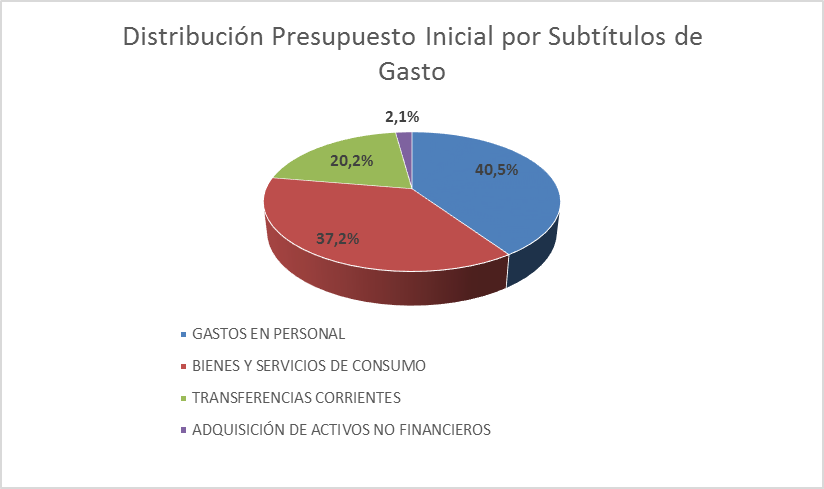 Distribución Presupuesto Inicial por Subtítulos de
Gasto
2,1%
20,2%
40,5%
37,2%
GASTOS EN PERSONAL
BIENES Y SERVICIOS DE CONSUMO
TRANSFERENCIAS CORRIENTES
ADQUISICIÓN DE ACTIVOS NO FINANCIEROS